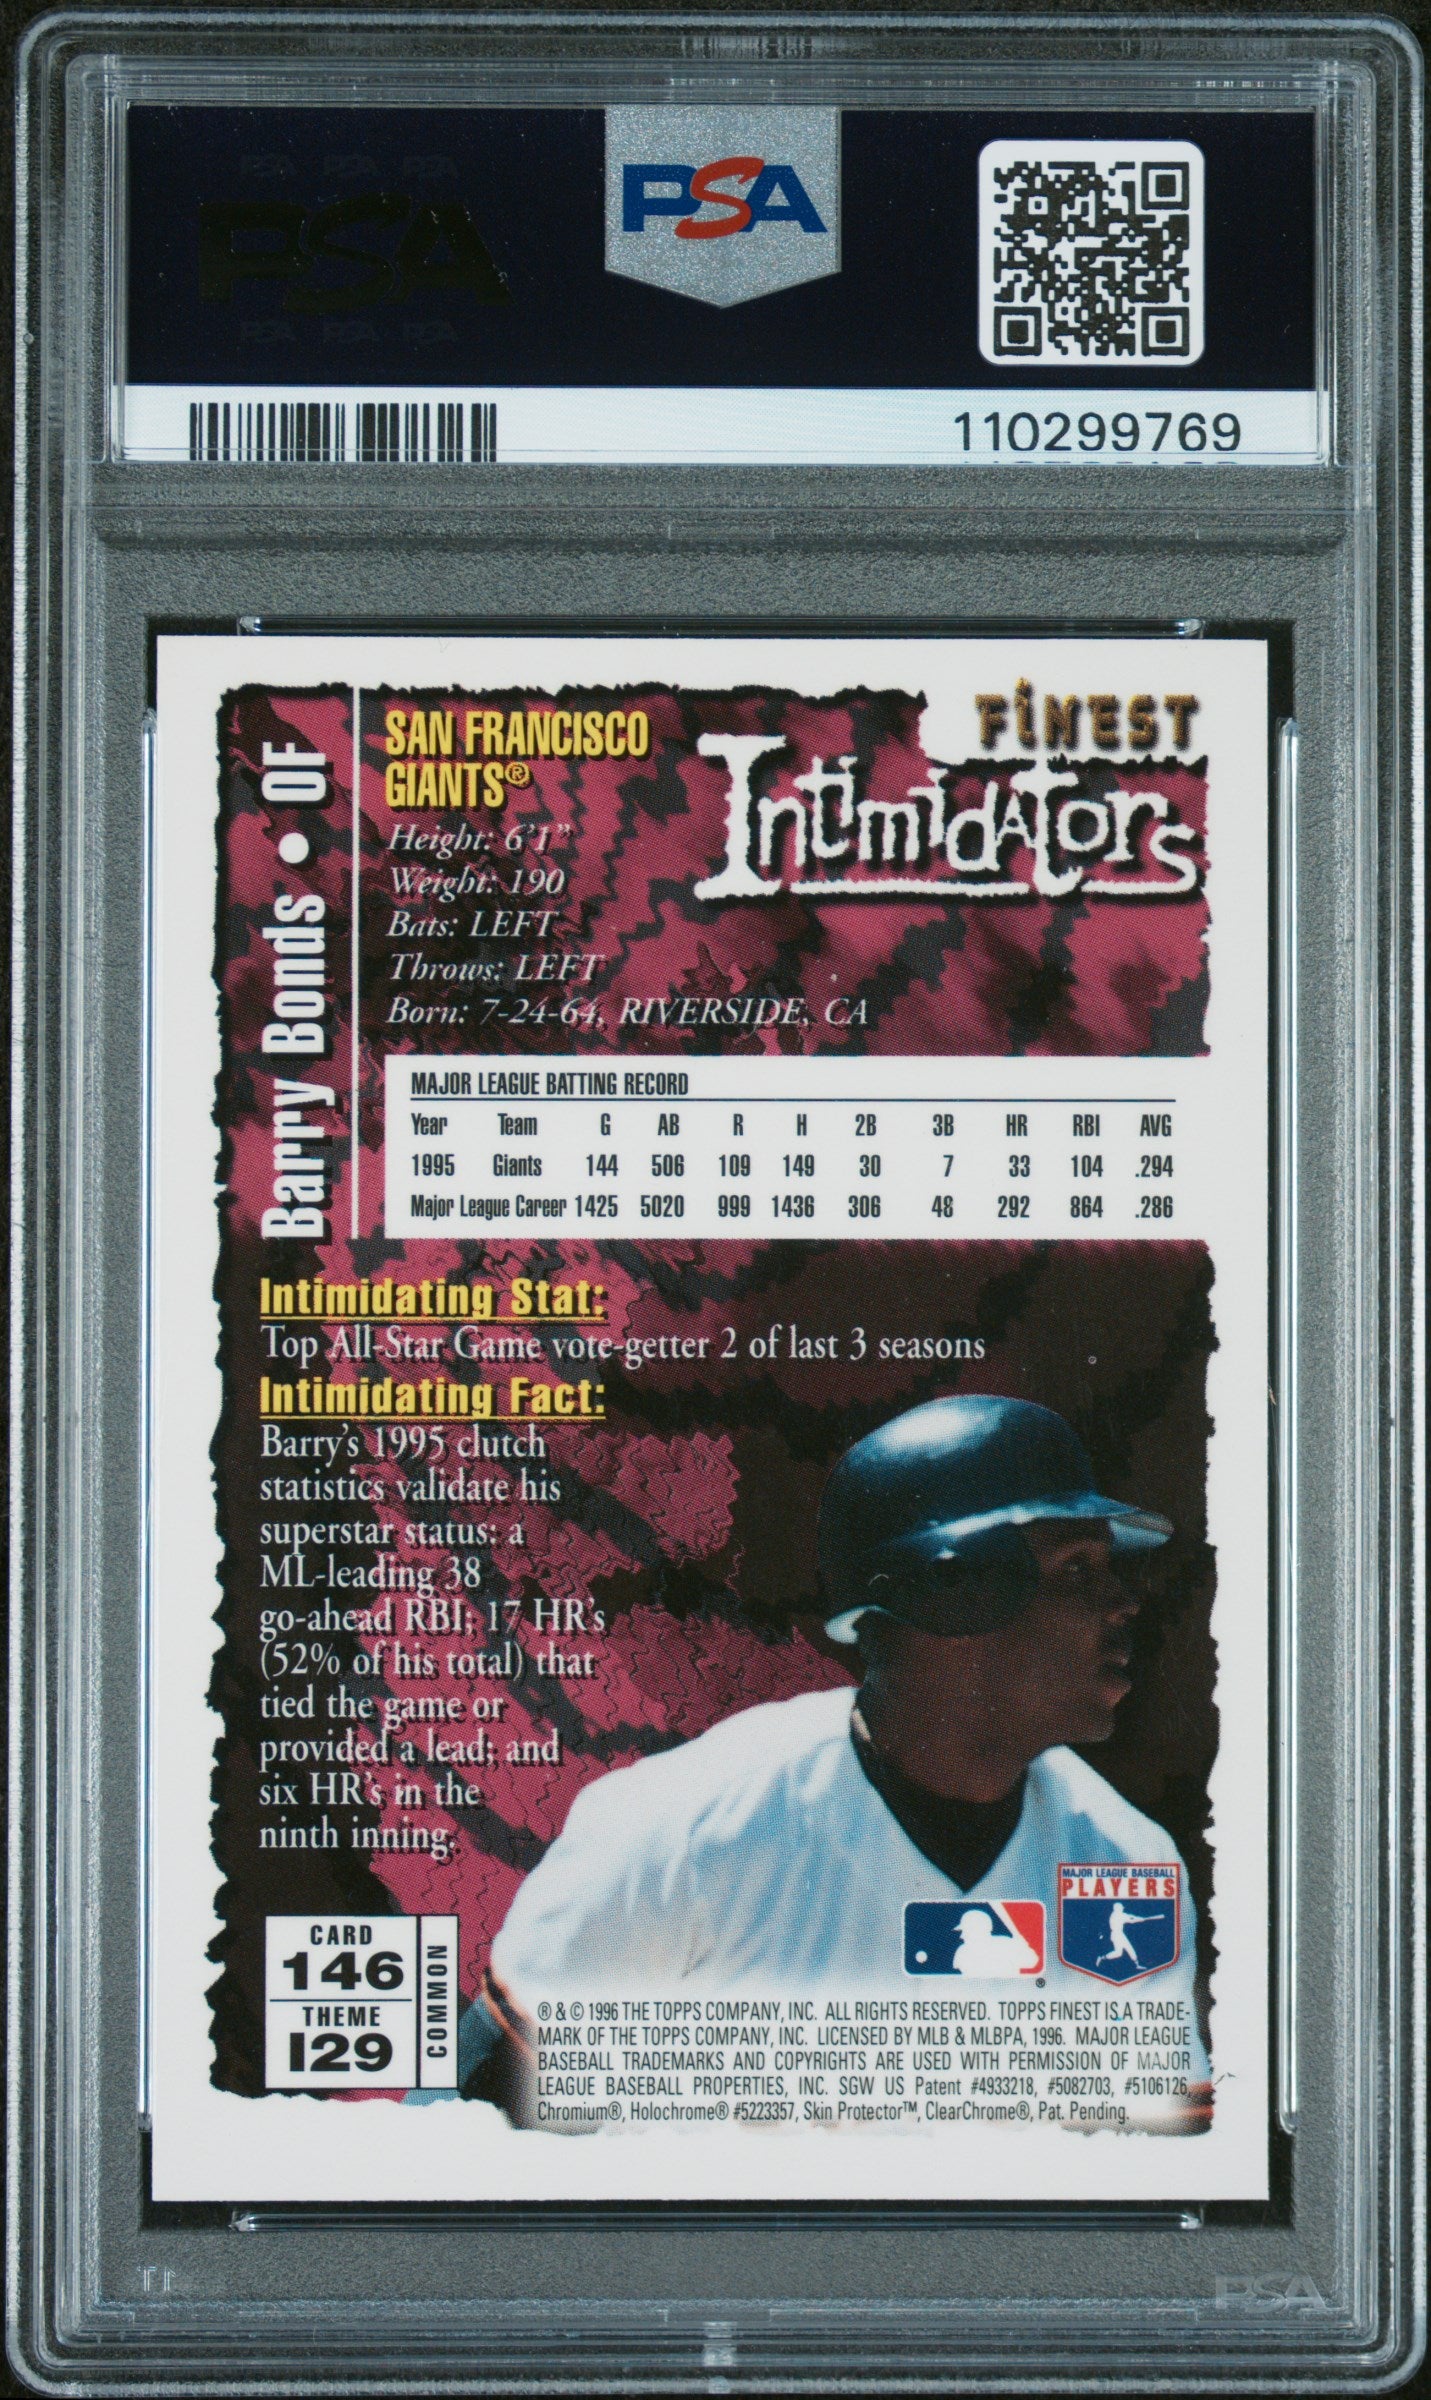 PSA PSA PSA
PSA
PSA PSA PSA
PSA
110299769
FINEST
Intimidators
Barry Bonds • OF
SAN FRANCISCO
GIANTS®
Height: 6'1"
Weight: 190
Bats: LEFT
Throws: LEFT
Born: 7-24-64, RIVERSIDE, CA
MAJOR LEAGUE BATTING RECORD
Year Team G AB R H 2B 3B HR RBI AVG
1995 Giants 144 506 109 149 30 7 33 104 .294
Major League Career 1425 5020 999 1436 306 48 292 864 .286
Intimidating Stat:
Top All-Star Game vote-getter 2 of last 3 seasons
Intimidating Fact:
Barry's 1995 clutch
statistics validate his
superstar status: a
ML-leading 38
go-ahead RBI; 17 HR's
(52% of his total) that
tied the game or
provided a lead; and
six HR's in the
ninth inning.
CARD
146
THEME
I29
COMMON
MAJOR LEAGUE BASEBALL
PLAYERS
® & © 1996 THE TOPPS COMPANY, INC. ALL RIGHTS RESERVED. TOPPS FINEST IS A TRADE-
MARK OF THE TOPPS COMPANY, INC. LICENSED BY MLB & MLBPA, 1996. MAJOR LEAGUE
BASEBALL TRADEMARKS AND COPYRIGHTS ARE USED WITH PERMISSION OF MAJOR
LEAGUE BASEBALL PROPERTIES, INC. SGW US Patent #4933218, #5082703, #5106126,
Chromium®, Holochrome® #5223357, Skin Protector™, ClearChrome®, Pat. Pending.
PSA